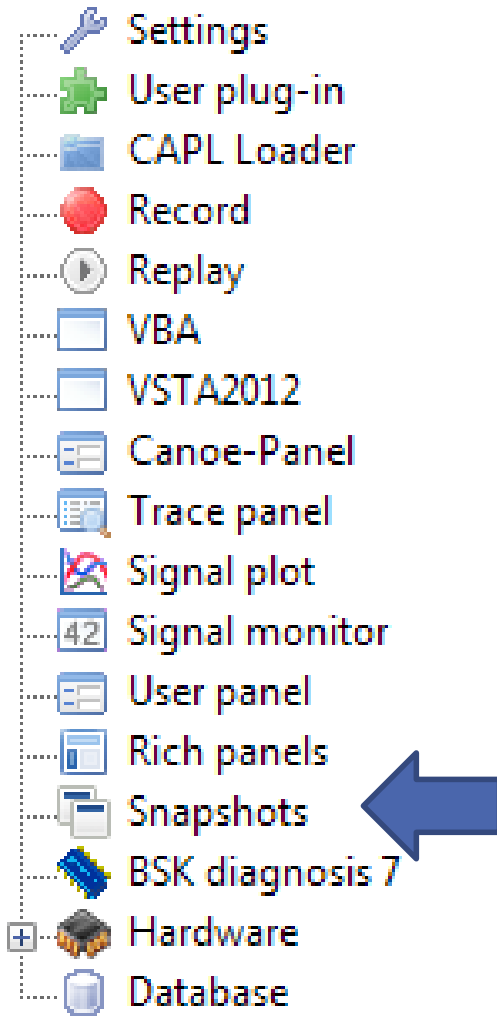 Settings
User plug-in
CAPL Loader
Record
Replay
VBA
VSTA2012
Canoe-Panel
Trace panel
Signal plot
42 Signal monitor
User panel
Rich panels
Snapshots
BSK diagnosis 7
Hardware
Database